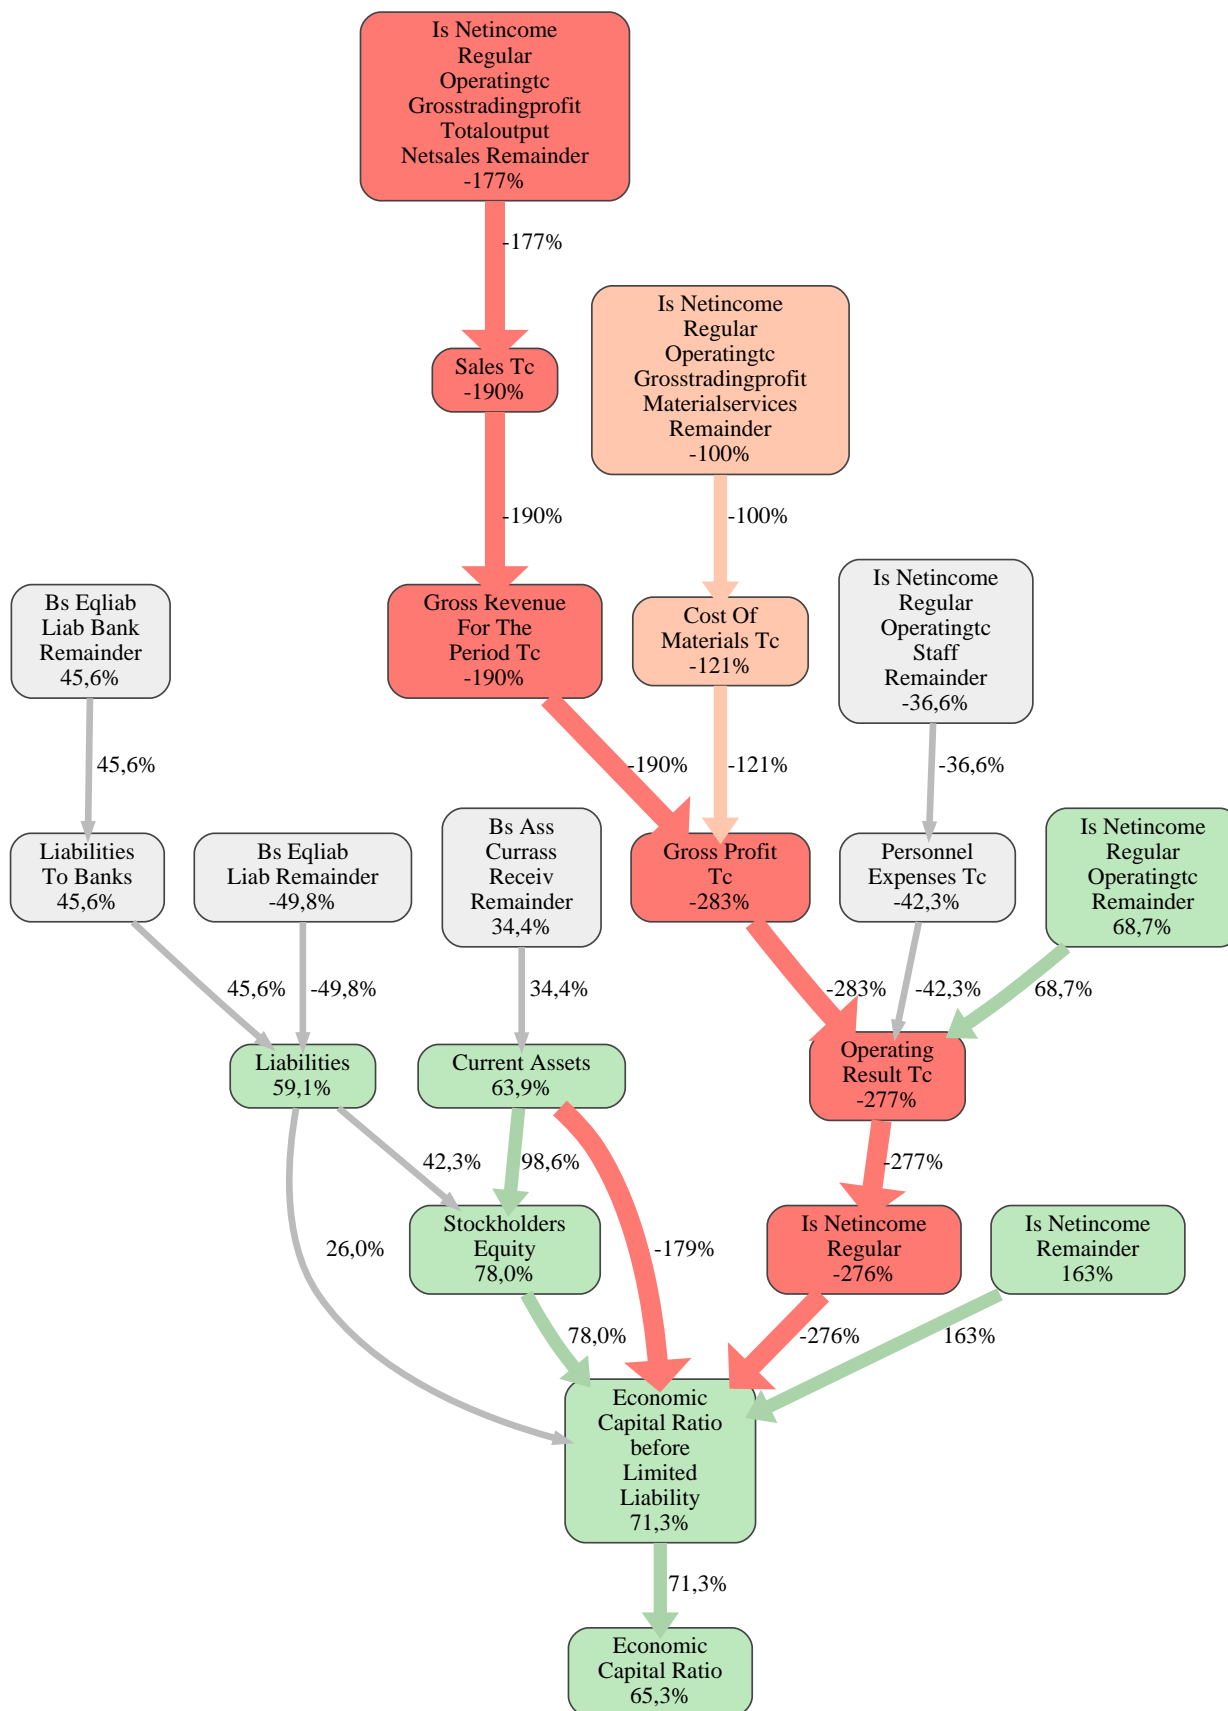 Is Netincome
Regular
Operatingtc
Grosstradingprofit
Totaloutput
Netsales Remainder
-177%
-177%
Is Netincome
Regular
Operatingtc
Grosstradingprofit
Materialservices
Remainder
-100%
Sales Tc
-190%
-190%
-100%
Is Netincome
Regular
Operatingtc
Staff
Remainder
-36,6%
Bs Eqliab
Liab Bank
Remainder
45,6%
Gross Revenue
For The
Period Tc
-190%
Cost Of
Materials Tc
-121%
45,6%
-190%
-121%
-36,6%
Liabilities
To Banks
45,6%
Bs Eqliab
Liab Remainder
-49,8%
Bs Ass
Currass
Receiv
Remainder
34,4%
Gross Profit
Tc
-283%
Personnel
Expenses Tc
-42,3%
Is Netincome
Regular
Operatingtc
Remainder
68,7%
45,6%
-49,8%
34,4%
-283%
-42,3%
68,7%
Liabilities
59,1%
Current Assets
63,9%
Operating
Result Tc
-277%
42,3%
98,6%
-277%
26,0%
Stockholders
Equity
78,0%
-179%
Is Netincome
Regular
-276%
Is Netincome
Remainder
163%
78,0%
-276%
163%
Economic
Capital Ratio
before
Limited
Liability
71,3%
71,3%
Economic
Capital Ratio
65,3%